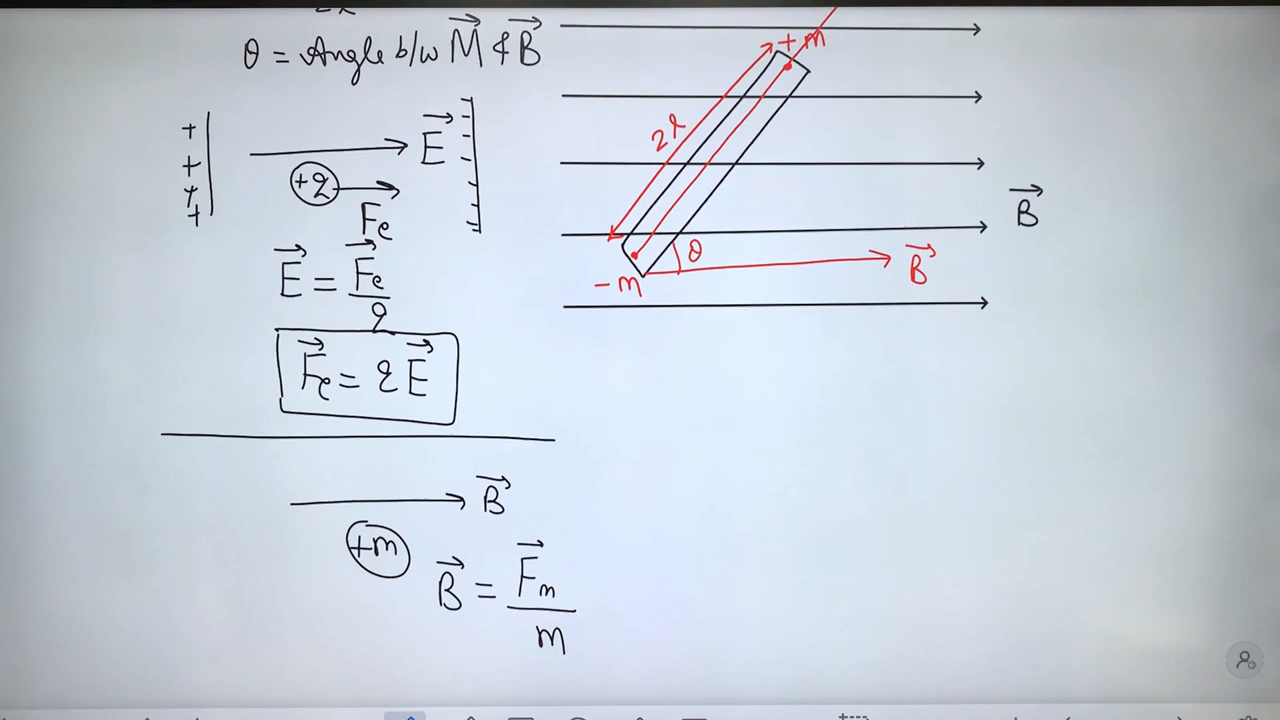 θ = Angle b/w M⃗ & B⃗
+ + + +
E⃗
+q
Fe
E⃗ = F⃗e/q
F⃗e = qE⃗
B⃗
+m
B⃗ = F⃗m/m
+m
2l
θ
B⃗
-m
B⃗